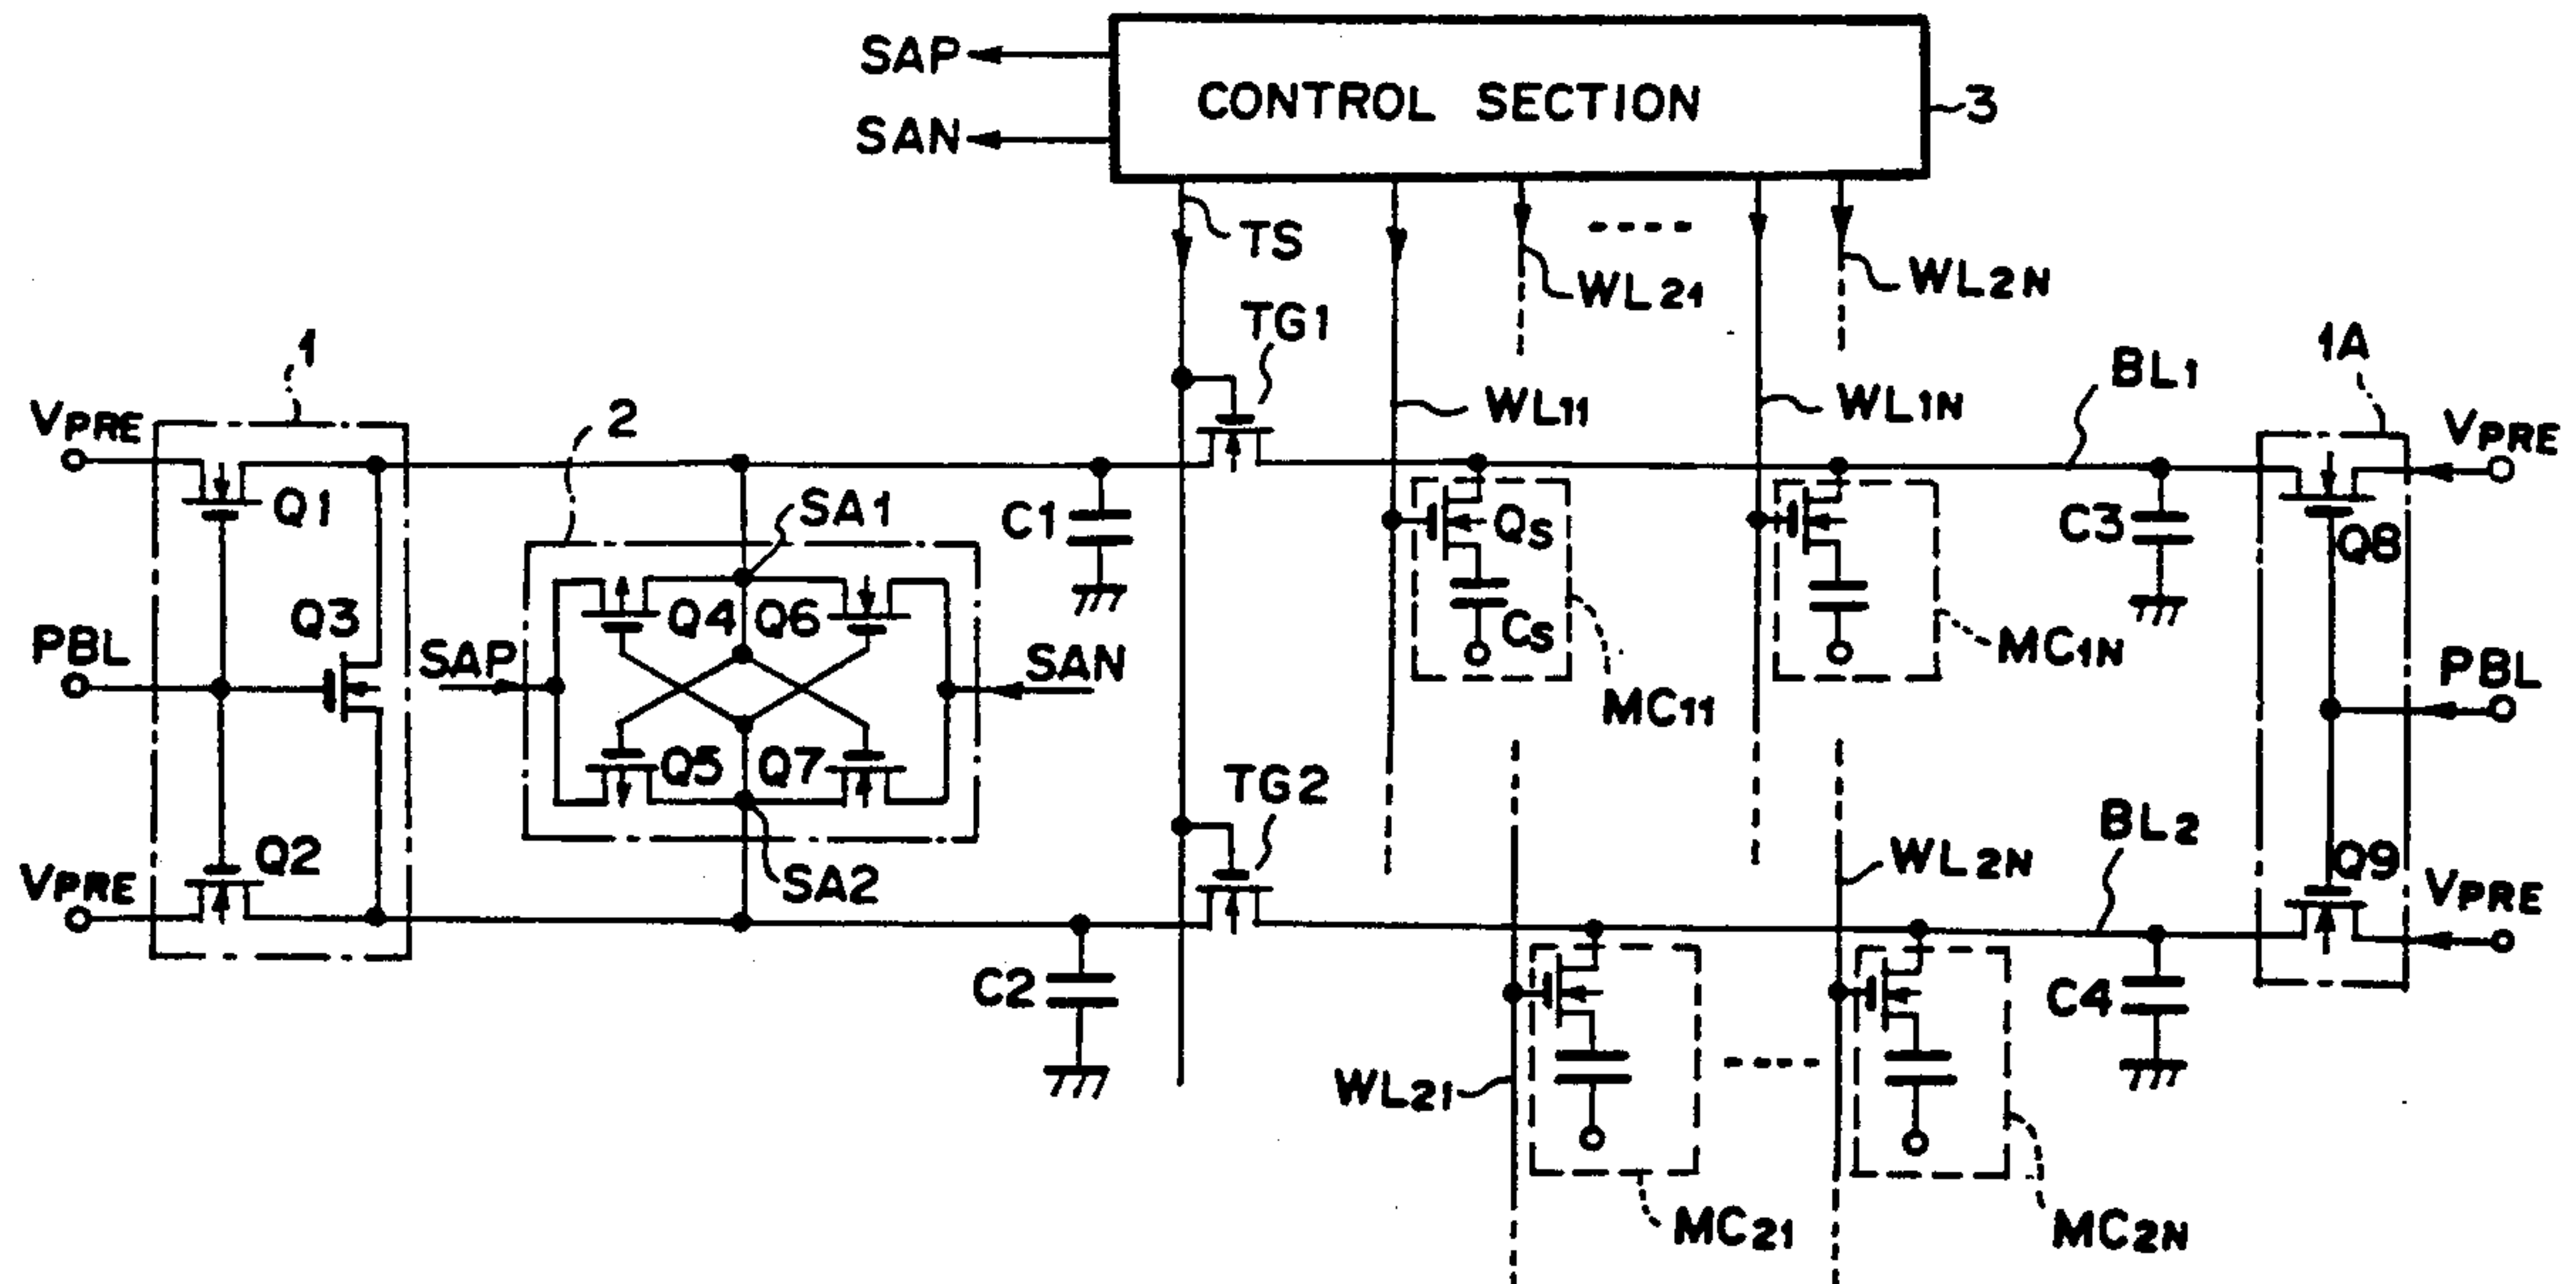 SAP
CONTROL SECTION
3
SAN
TS
WL21
WL2N
TG1
1
1A
BL1
VPRE
2
WL11
WL1N
VPRE
Q1
SA1
C1
QS
C3
Q8
Q3
Q4
Q6
CS
PBL
SAP
SAN
MC11
MC1N
PBL
Q5
Q7
TG2
BL2
Q2
SA2
WL2N
Q9
VPRE
VPRE
C2
C4
WL21
MC21
MC2N